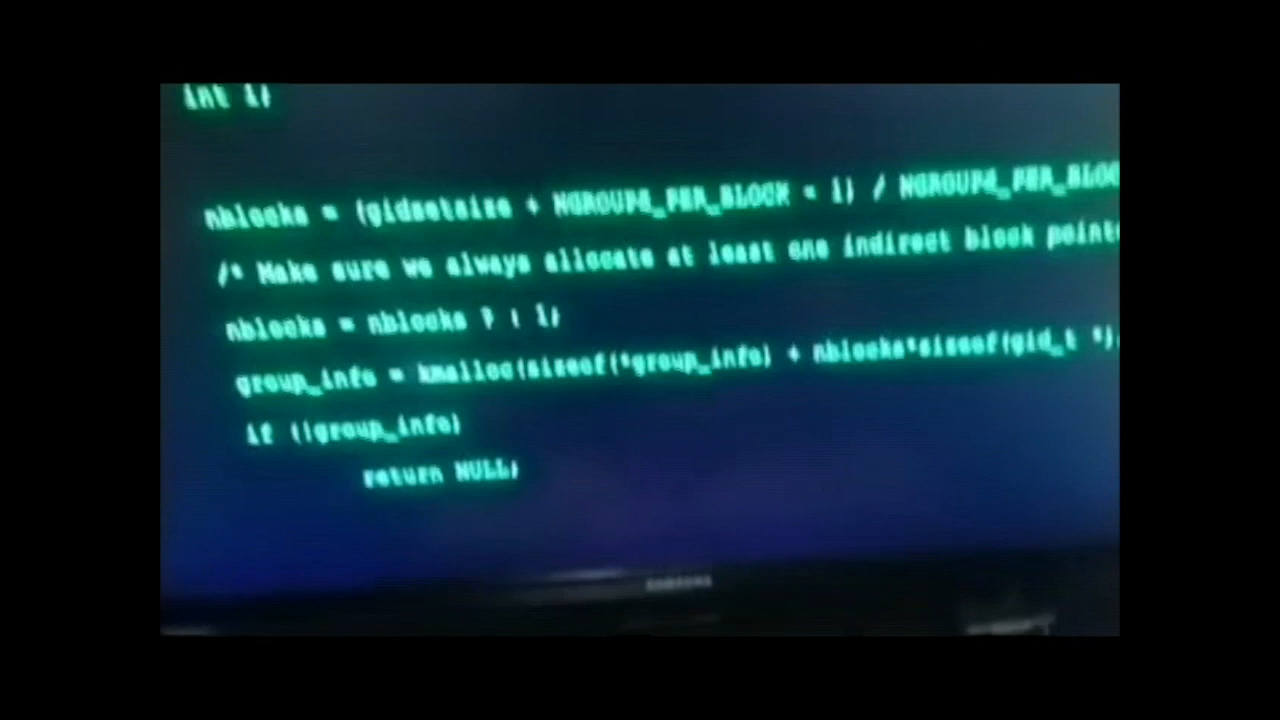 int i;
nblocks = (gidsetsize + NGROUPS_PER_BLOCK - 1) / NGROUPS_PER_BLOC
/* Make sure we always allocate at least one indirect block point
nblocks = nblocks ? : 1;
group_info = kmalloc(sizeof(*group_info) + nblocks*sizeof(gid_t *),
if (!group_info)
return NULL;
SAMSUNG